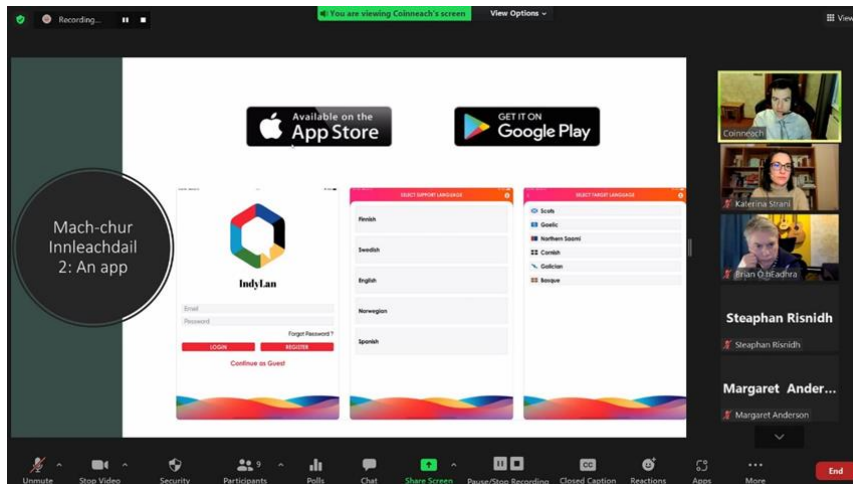 Recording...
You are viewing Coinneach's screen
View Options
View
Available on the
App Store
GET IT ON
Google Play
Mach-chur
Innleachdail
2: An app
IndyLan
Email
Password
Forgot Password ?
LOGIN
REGISTER
Continue as Guest
SELECT SUPPORT LANGUAGE
Finnish
Swedish
English
Norwegian
Spanish
SELECT TARGET LANGUAGE
Scots
Gaelic
Northern Saami
Cornish
Galician
Basque
Coinneach
Katerina Strani
Brian Ó hEadhra
Steaphan Risnidh
Steaphan Risnidh
Margaret Ander...
Margaret Anderson
Unmute
Stop Video
Security
Participants
9
Polls
Chat
Share Screen
Pause/Stop Recording
CC
Closed Caption
Reactions
Apps
More
End